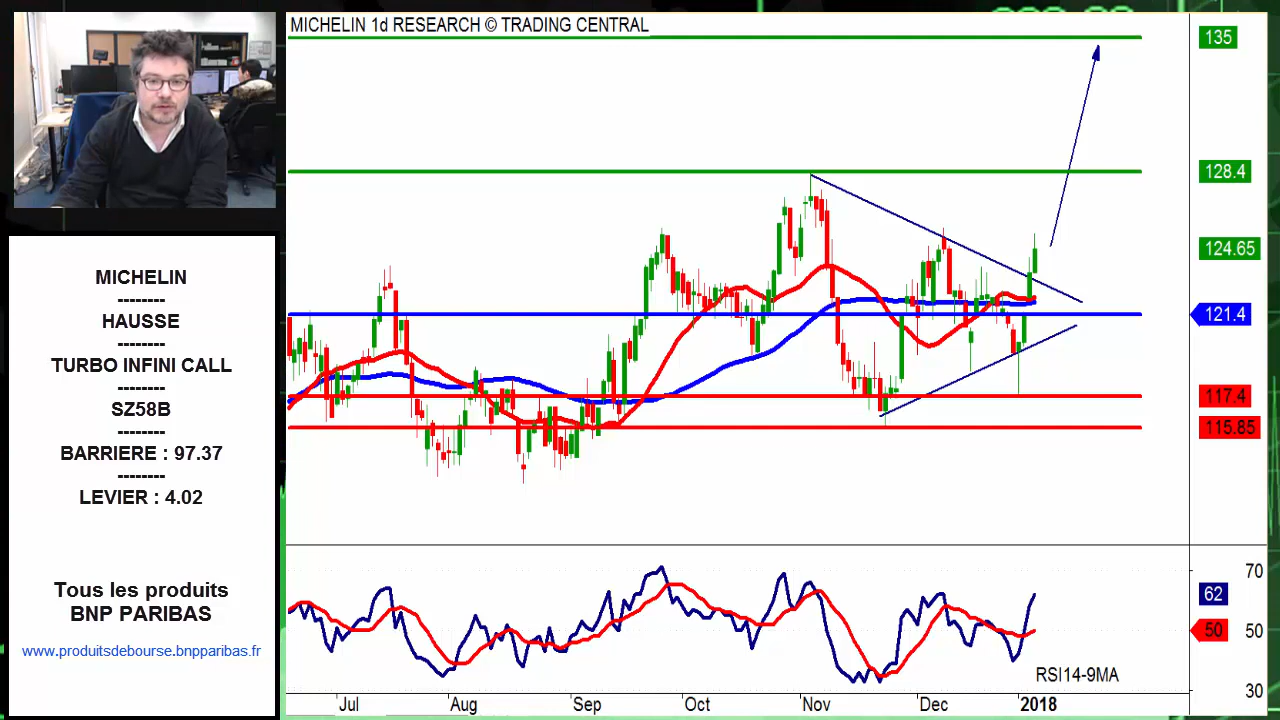 MICHELIN 1d RESEARCH © TRADING CENTRAL
135
128.4
124.65
121.4
117.4
115.85
MICHELIN
--------
HAUSSE
--------
TURBO INFINI CALL
--------
SZ58B
--------
BARRIERE : 97.37
--------
LEVIER : 4.02
Tous les produits
BNP PARIBAS
www.produitsdebourse.bnpparibas.fr
70
62
50 50
RSI14-9MA
30
Jul Aug Sep Oct Nov Dec 2018